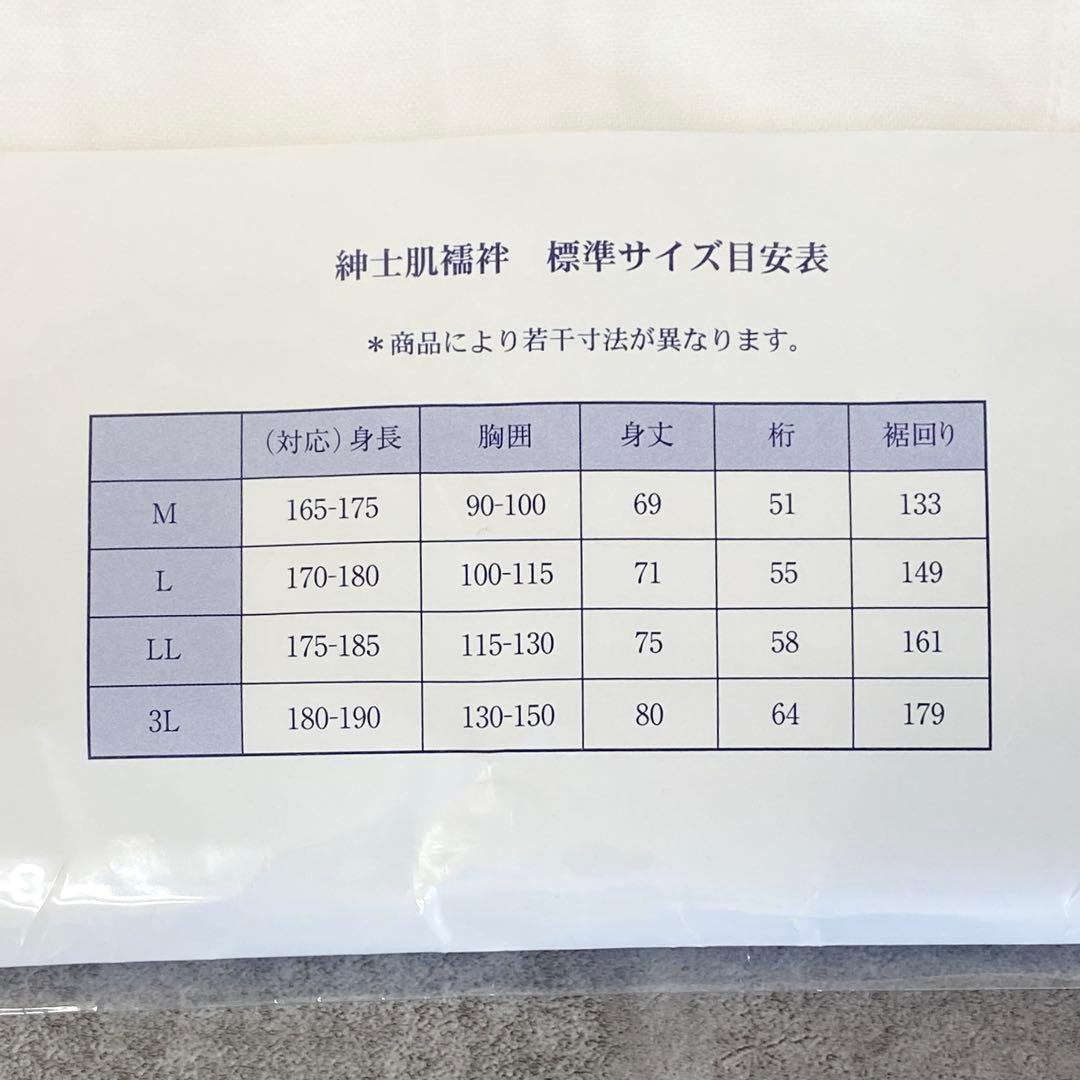 紳士肌襦袢　標準サイズ目安表
＊商品により若干寸法が異なります。
（対応）身長 胸囲 身丈 裄 裾回り
M 165-175 90-100 69 51 133
L 170-180 100-115 71 55 149
LL 175-185 115-130 75 58 161
3L 180-190 130-150 80 64 179